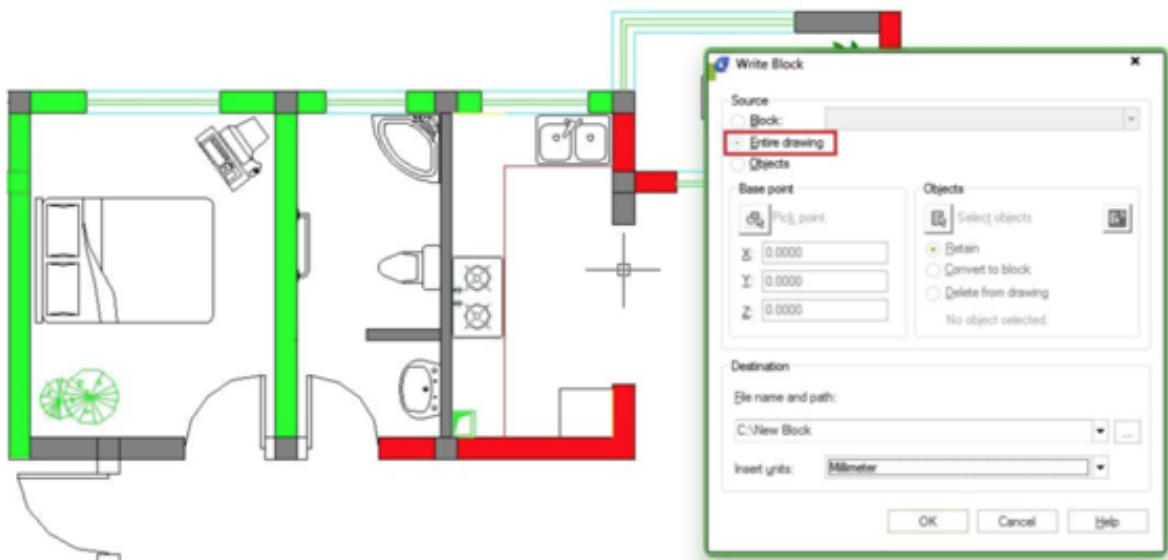 Write Block
Source
Block:
Entire drawing
Objects
Base point
Pick point
X: 0.0000
Y: 0.0000
Z: 0.0000
Objects
Select objects
Retain
Convert to block
Delete from drawing
No object selected.
Destination
File name and path:
C:\New Block
...
Insert units:
Millimeter
OK
Cancel
Help